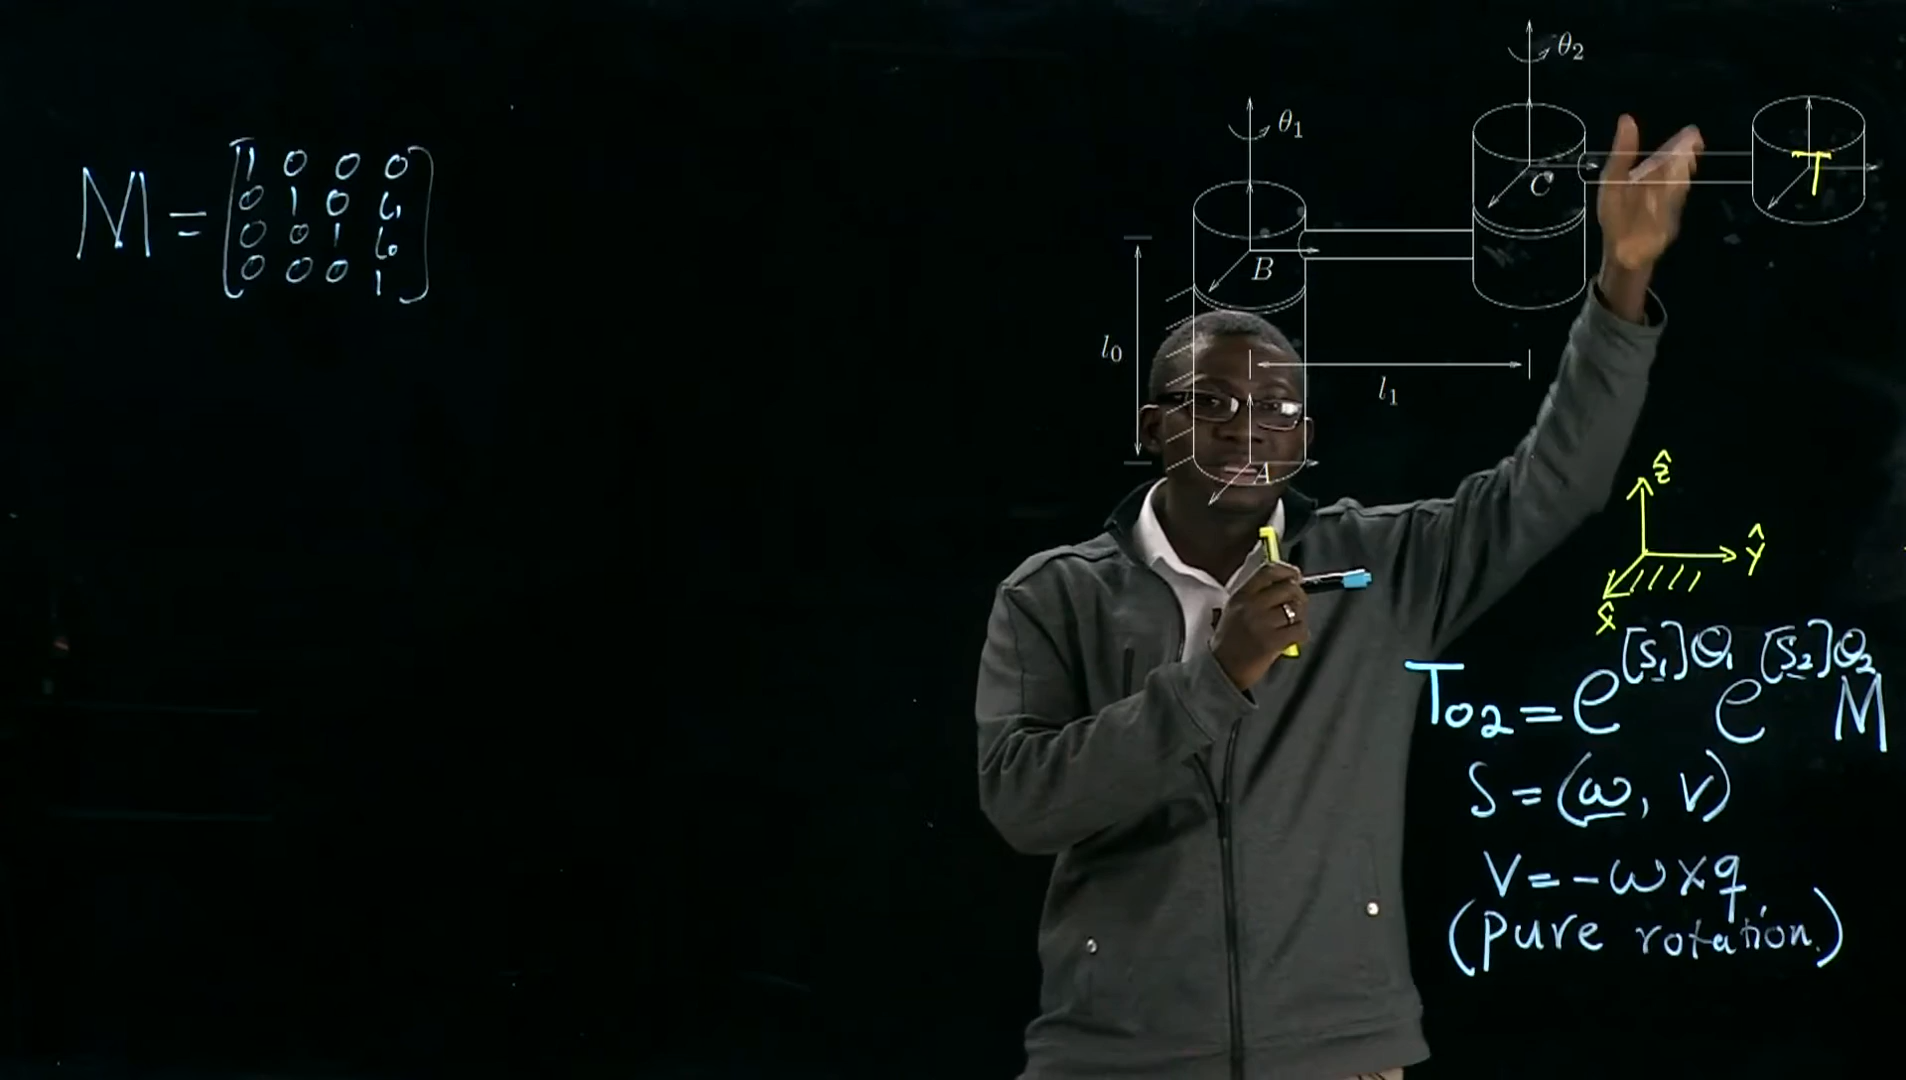 θ₂
θ₁
M = [1 0 0 0
0 1 0 l₁
0 0 1 l₀
0 0 0 1]
T
C
B
l₀
l₁
A
ẑ
ŷ
x̂
T₀₂ = e^[S₁]θ₁ e^[S₂]θ₂ M
S = (ω, v)
v = -ω × q
(pure rotation.)